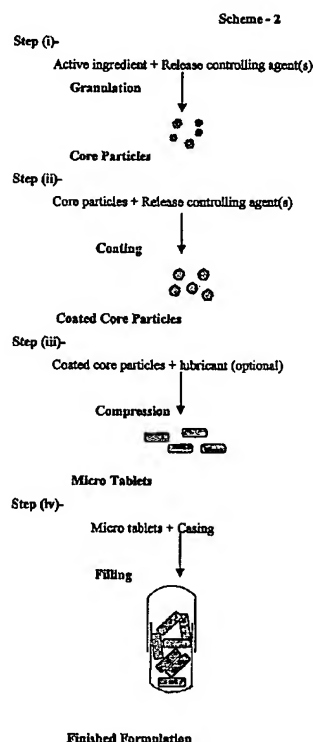 Scheme - 2
Step (i)-
Active ingredient + Release controlling agent(s)
Granulation
Core Particles
Step (ii)-
Core particles + Release controlling agent(s)
Coating
Coated Core Particles
Step (iii)-
Coated core particles + lubricant (optional)
Compression
Micro Tablets
Step (iv)-
Micro tablets + Casing
Filling
Finished Formulation